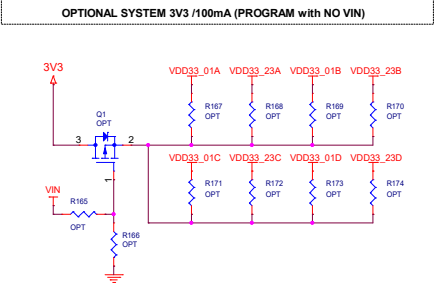 OPTIONAL SYSTEM 3V3 /100mA (PROGRAM with NO VIN)
3V3
VDD33_01A VDD33_23A VDD33_01B VDD33_23B
Q1
OPT
R167
OPT
R168
OPT
R169
OPT
R170
OPT
3 2
1
VDD33_01C VDD33_23C VDD33_01D VDD33_23D
R171
OPT
R172
OPT
R173
OPT
R174
OPT
VIN
R165
OPT
R166
OPT